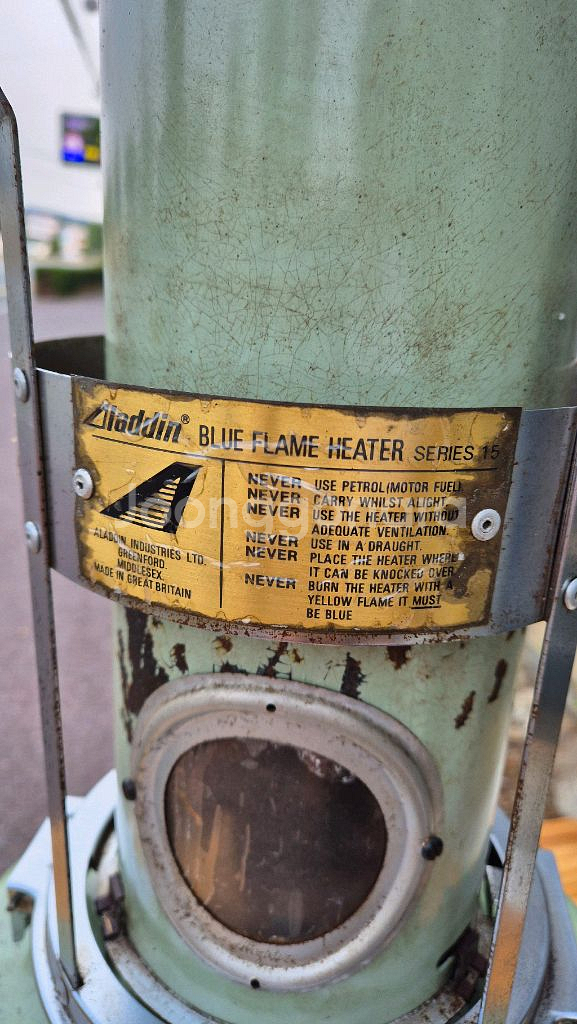 Aladdin® BLUE FLAME HEATER SERIES 15
NEVER USE PETROL(MOTOR FUEL)
NEVER CARRY WHILST ALIGHT.
NEVER USE THE HEATER WITHOUT
ADEQUATE VENTILATION.
NEVER USE IN A DRAUGHT.
NEVER PLACE THE HEATER WHERE
IT CAN BE KNOCKED OVER
NEVER BURN THE HEATER WITH A
YELLOW FLAME IT MUST
BE BLUE
ALADDIN INDUSTRIES LTD.
GREENFORD.
MIDDLESEX.
MADE IN GREAT BRITAIN